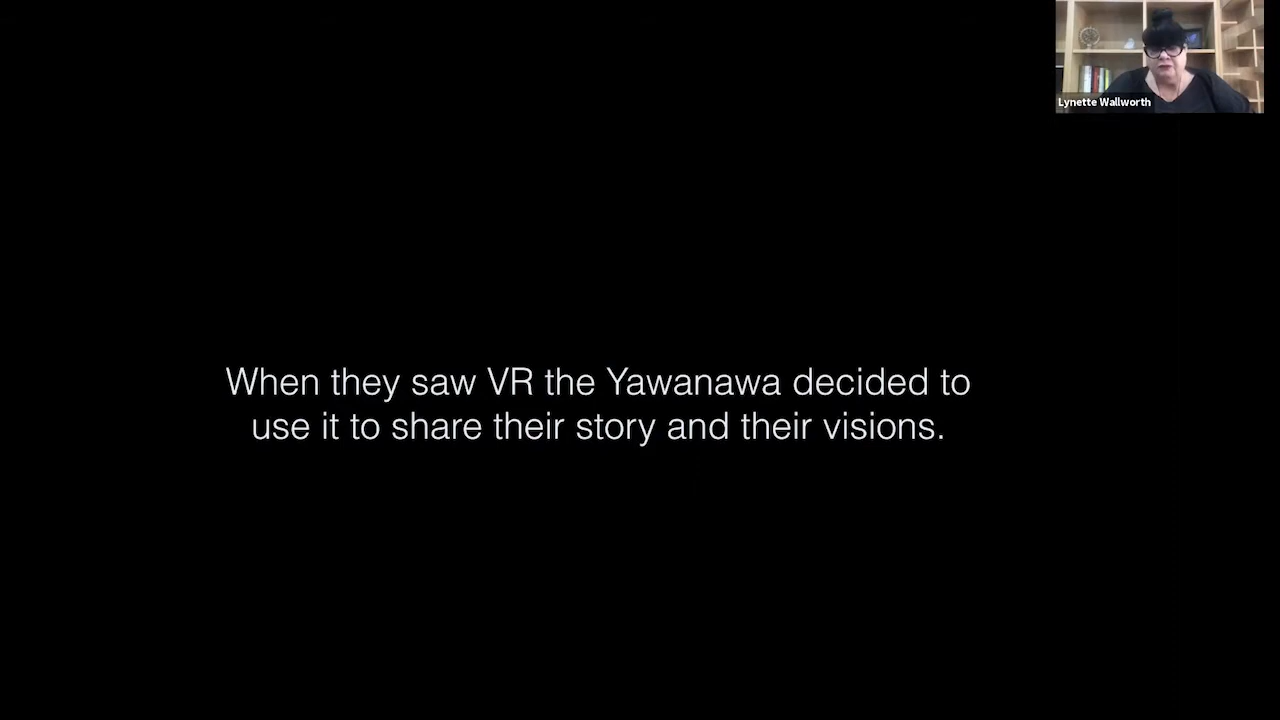 Lynette Wallworth
When they saw VR the Yawanawa decided to
use it to share their story and their visions.